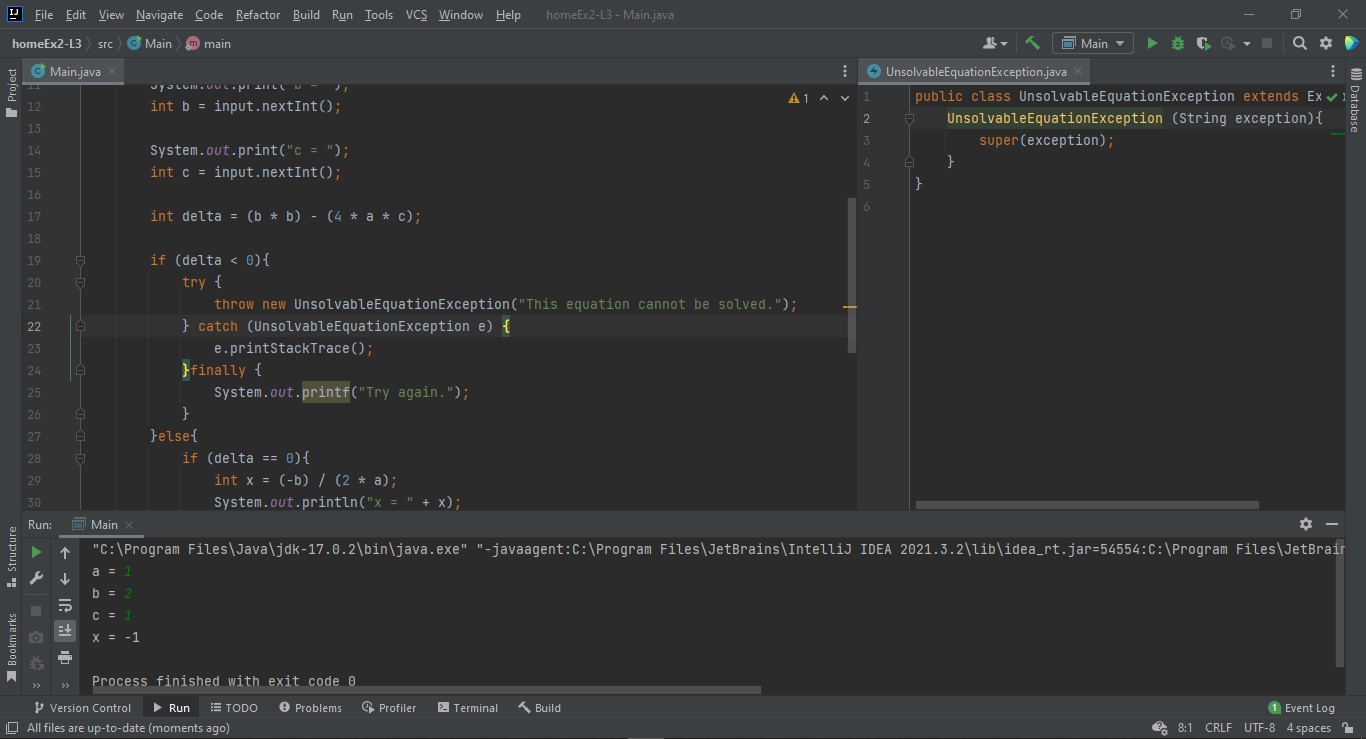 IJ File Edit View Navigate Code Refactor Build Run Tools VCS Window Help homeEx2-L3 - Main.java
homeEx2-L3 src Main main Main
Project
Main.java
12 int b = input.nextInt();
13
14 System.out.print("c = ");
15 int c = input.nextInt();
16
17 int delta = (b * b) - (4 * a * c);
18
19 if (delta < 0){
20 try {
21 throw new UnsolvableEquationException("This equation cannot be solved.");
22 } catch (UnsolvableEquationException e) {
23 e.printStackTrace();
24 }finally {
25 System.out.printf("Try again.");
26 }
27 }else{
28 if (delta == 0){
29 int x = (-b) / (2 * a);
30 System.out.println("x = " + x);
1
UnsolvableEquationException.java
1 public class UnsolvableEquationException extends Ex
2 UnsolvableEquationException (String exception){
3 super(exception);
4 }
5 }
6
Database
Structure
Bookmarks
Run: Main
"C:\Program Files\Java\jdk-17.0.2\bin\java.exe" "-javaagent:C:\Program Files\JetBrains\IntelliJ IDEA 2021.3.2\lib\idea_rt.jar=54554:C:\Program Files\JetBrain
a = 1
b = 2
c = 1
x = -1
Process finished with exit code 0
Version Control Run TODO Problems Profiler Terminal Build 1 Event Log
All files are up-to-date (moments ago) 8:1 CRLF UTF-8 4 spaces